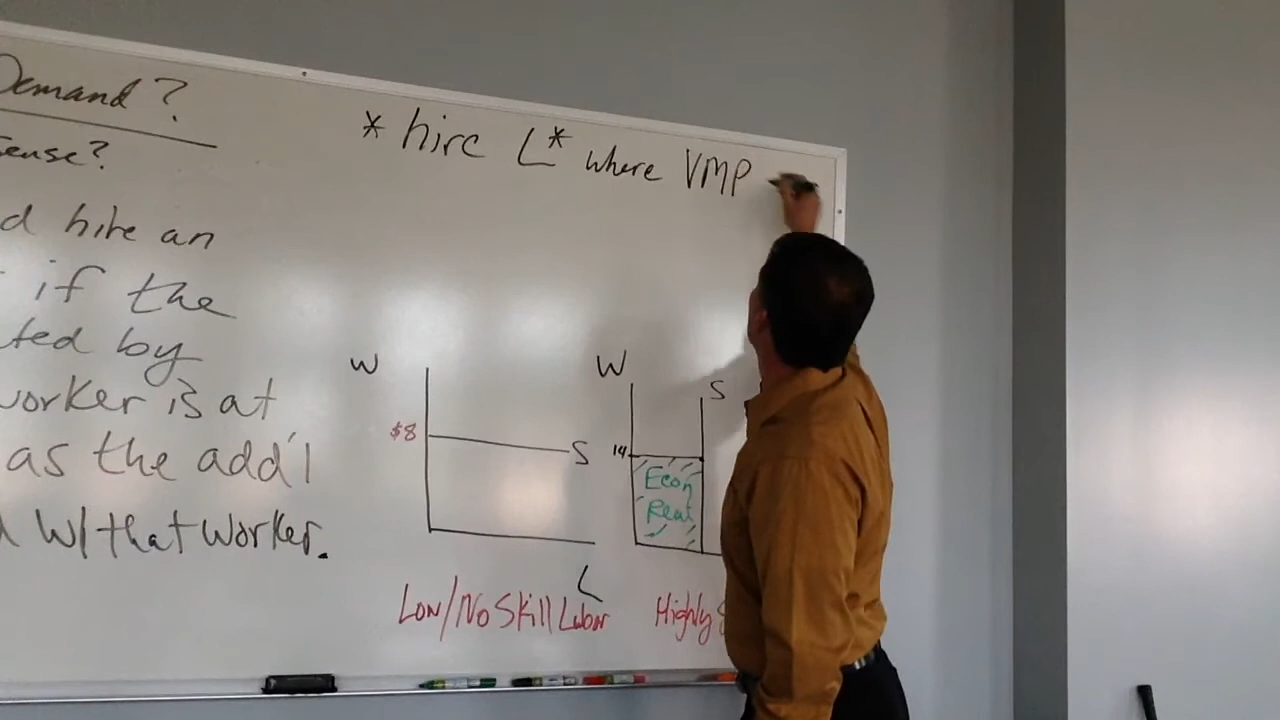 Demand?
Sense?
d hire an
if the
ted by
worker is at
as the add'l
w/ that worker.
* hire L* where VMP
W
$8
S
L
Low/No Skill Labor
W
S
14
Econ
Rent
Highly